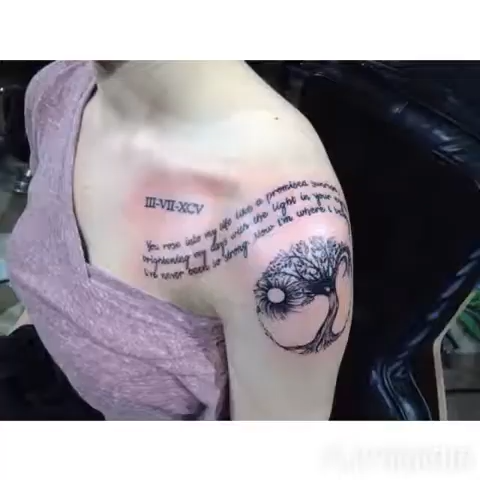 III-VII-XCV
You rose into my life like a promised sunrise
brightening my days with the light in your
I've never been so strong. Now I'm where I